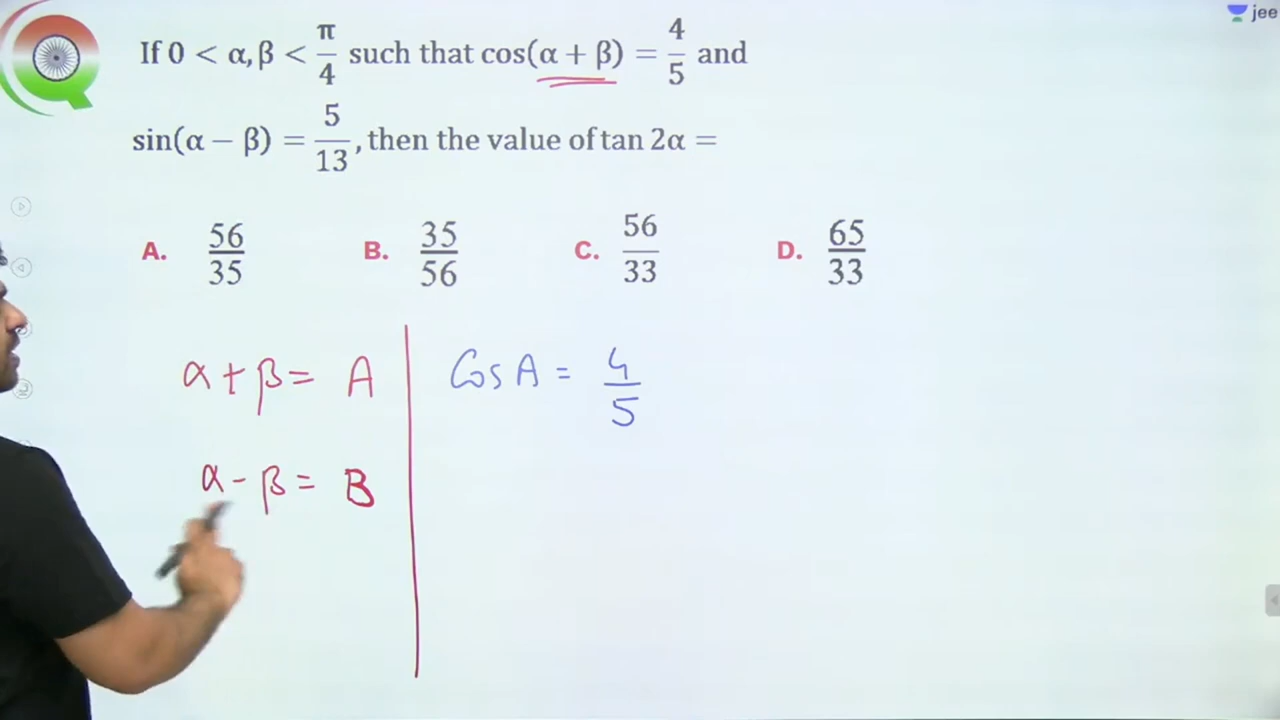 jee
If 0 < α, β < π/4 such that cos(α + β) = 4/5 and
sin(α − β) = 5/13, then the value of tan 2α =
A. 56/35 B. 35/56 C. 56/33 D. 65/33
α + β = A
Cos A = 4/5
α - β = B